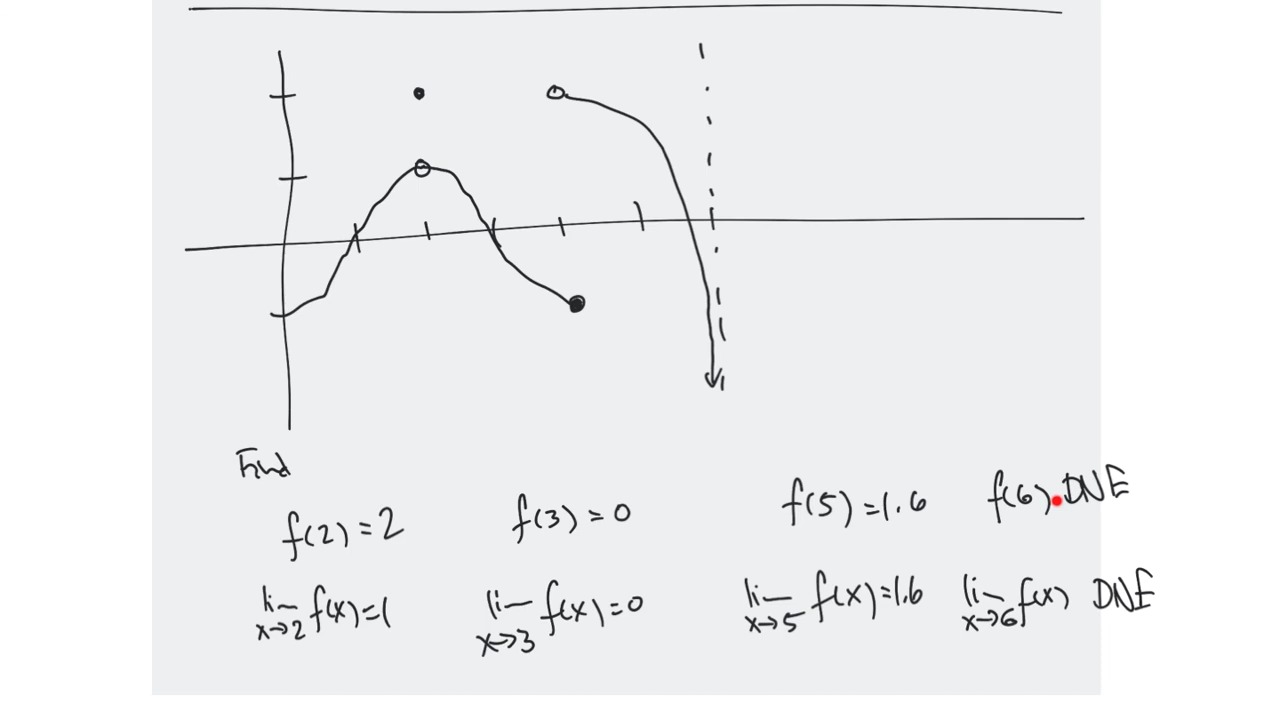 Find
f(2) = 2 f(3) = 0 f(5) = 1.6 f(6) DNE
lim x→2 f(x) = 1 lim x→3 f(x) = 0 lim x→5 f(x) = 1.6 lim x→6 f(x) DNE